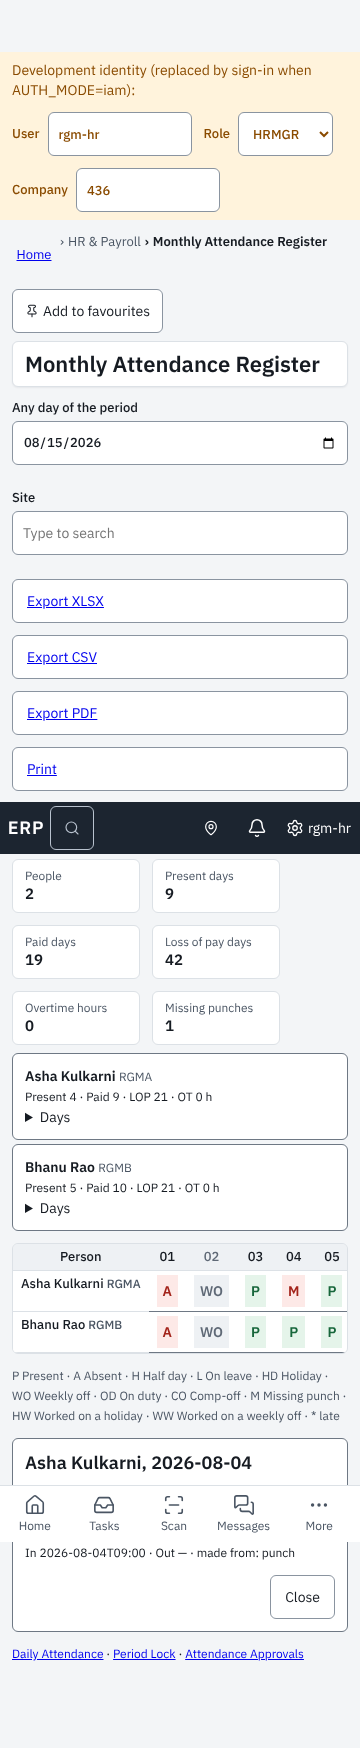 Development identity (replaced by sign-in when
AUTH_MODE=iam):
User rgm-hr Role HRMGR
Company 436
Home › HR & Payroll › Monthly Attendance Register
Add to favourites
Monthly Attendance Register
Any day of the period
08/15/2026
Site
Type to search
Export XLSX
Export CSV
Export PDF
Print
ERP rgm-hr
People Present days
2 9
Paid days Loss of pay days
19 42
Overtime hours Missing punches
0 1
Asha Kulkarni RGMA
Present 4 · Paid 9 · LOP 21 · OT 0 h
Days
Bhanu Rao RGMB
Present 5 · Paid 10 · LOP 21 · OT 0 h
Days
Person 01 02 03 04 05
Asha Kulkarni RGMA A WO P M P
Bhanu Rao RGMB A WO P P P
P Present · A Absent · H Half day · L On leave · HD Holiday ·
WO Weekly off · OD On duty · CO Comp-off · M Missing punch ·
HW Worked on a holiday · WW Worked on a weekly off · * late
Asha Kulkarni, 2026-08-04
Home Tasks Scan Messages More
In 2026-08-04T09:00 · Out — · made from: punch
Close
Daily Attendance · Period Lock · Attendance Approvals